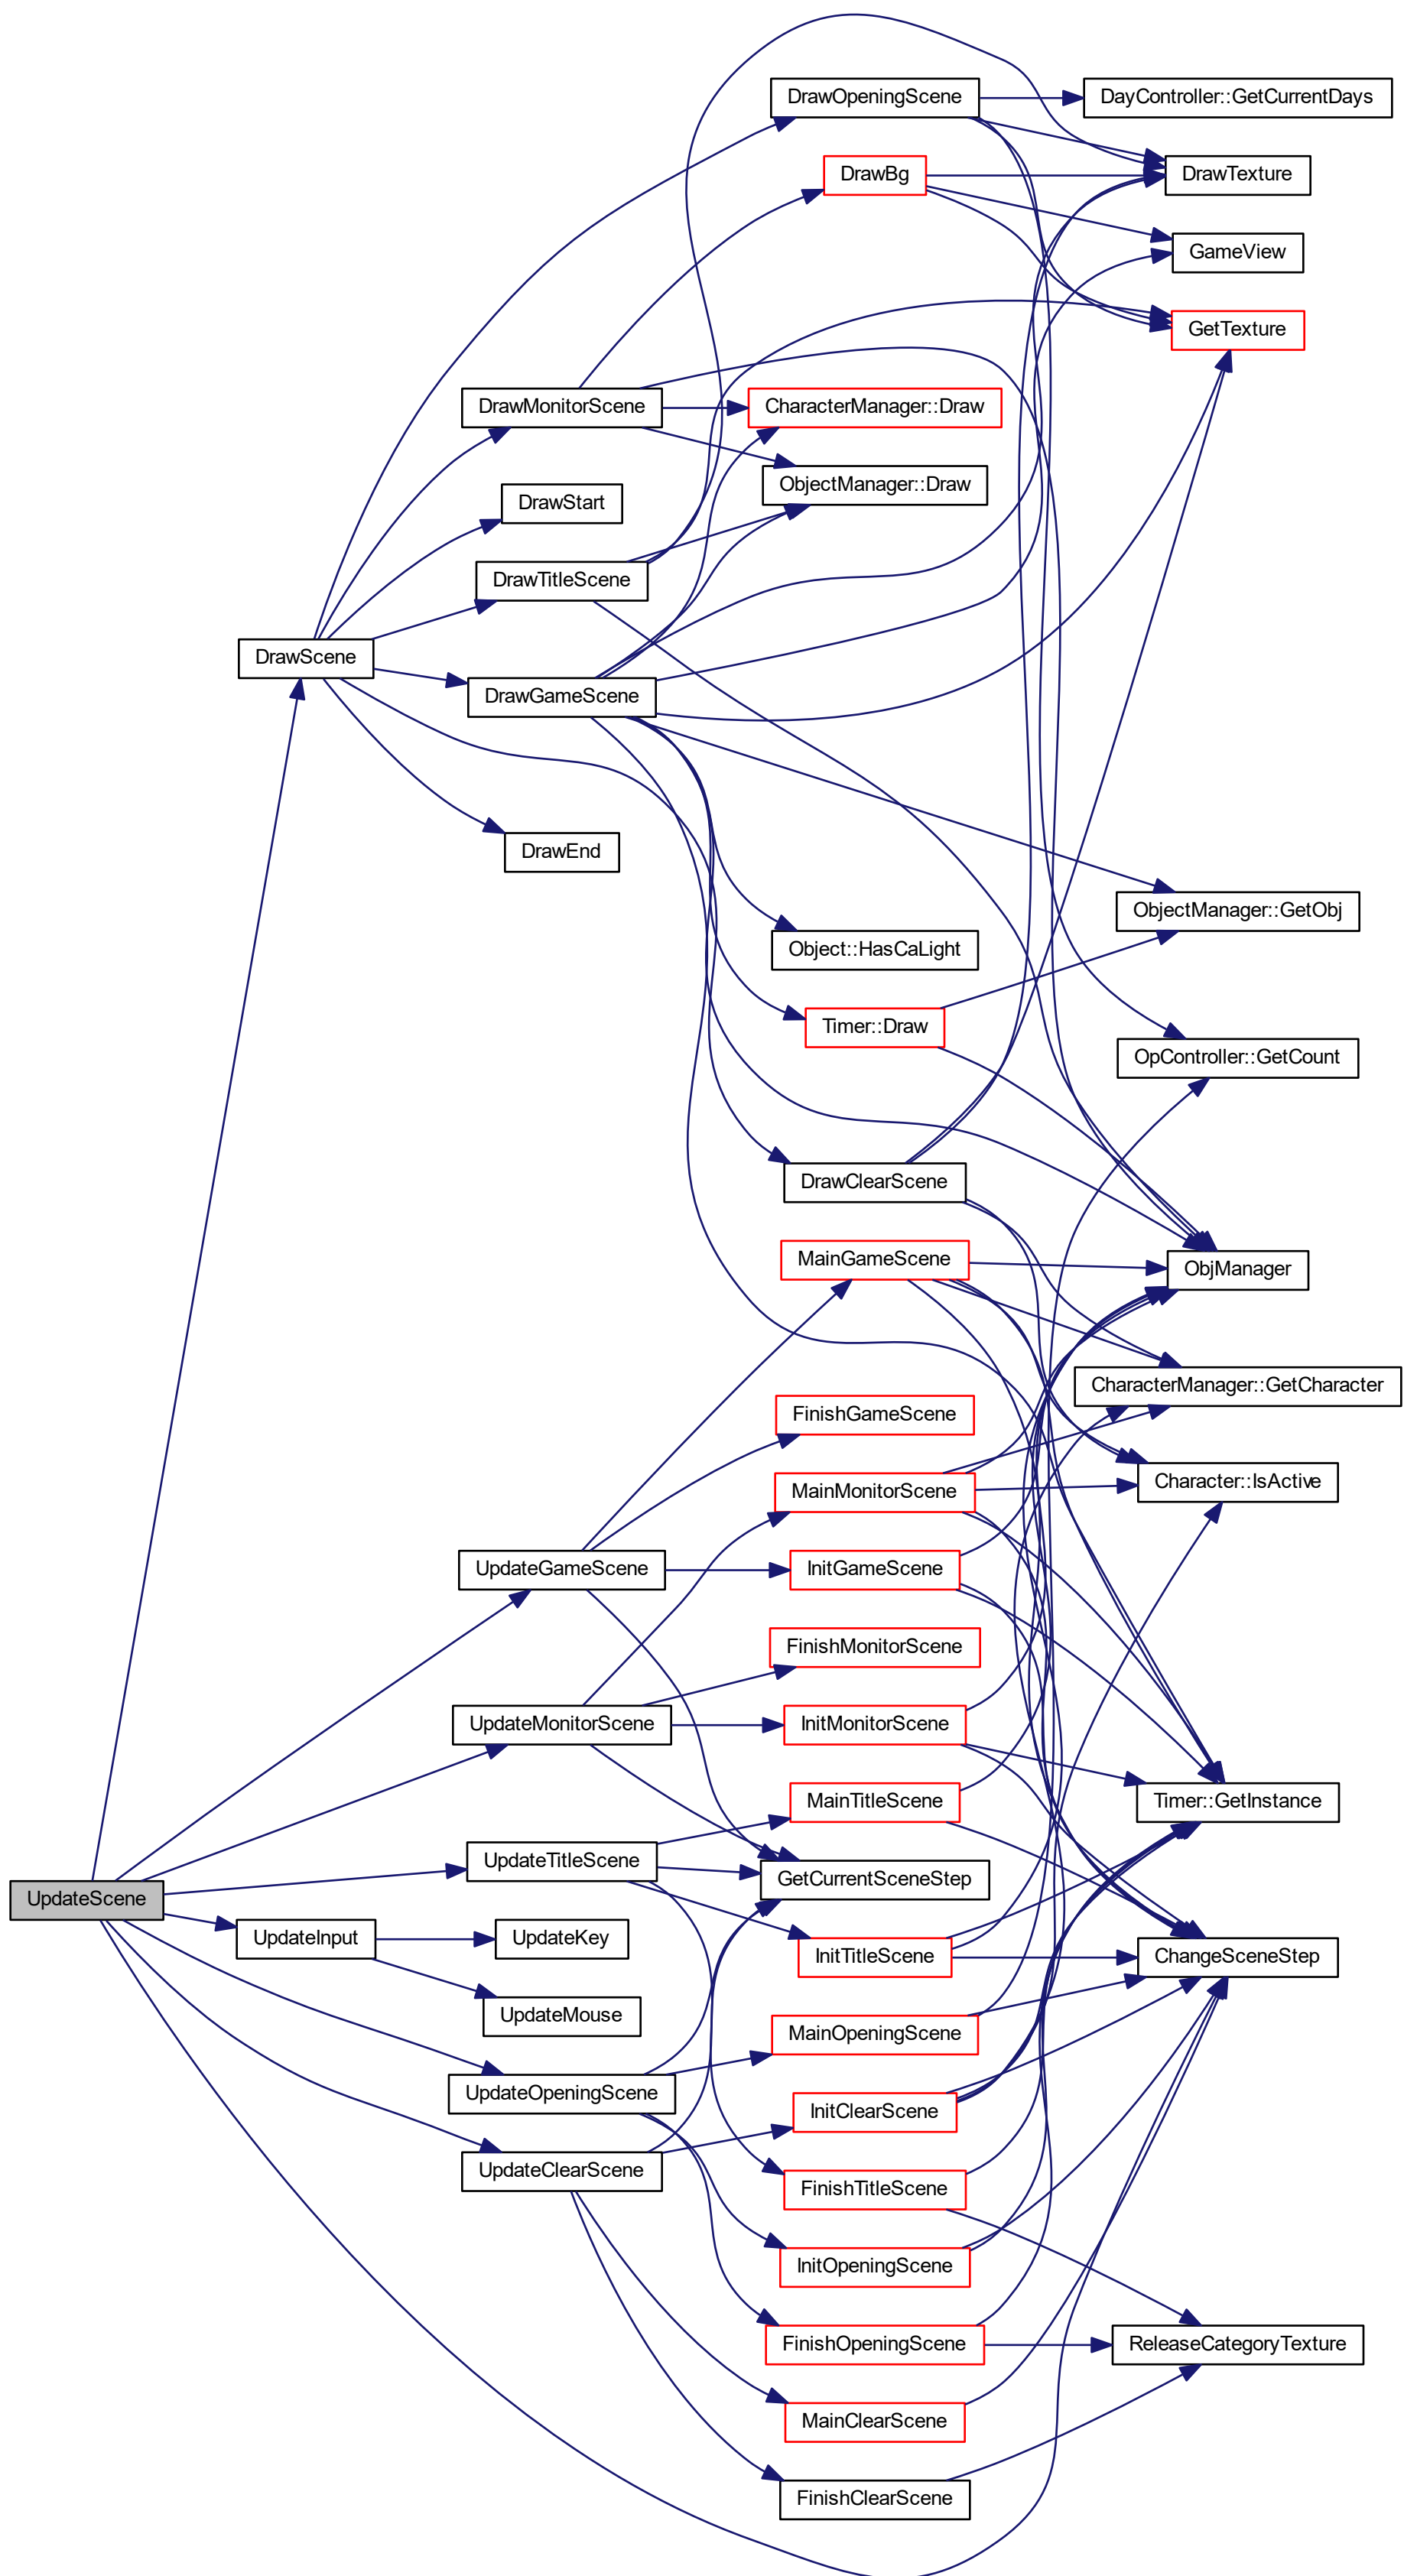 DrawOpeningScene
DayController::GetCurrentDays
DrawBg
DrawTexture
GameView
GetTexture
DrawMonitorScene
CharacterManager::Draw
ObjectManager::Draw
DrawStart
DrawTitleScene
DrawScene
DrawGameScene
DrawEnd
ObjectManager::GetObj
Object::HasCaLight
Timer::Draw
OpController::GetCount
DrawClearScene
MainGameScene
ObjManager
CharacterManager::GetCharacter
FinishGameScene
MainMonitorScene
Character::IsActive
UpdateGameScene
InitGameScene
FinishMonitorScene
UpdateMonitorScene
InitMonitorScene
MainTitleScene
Timer::GetInstance
UpdateTitleScene
GetCurrentSceneStep
UpdateScene
UpdateInput
UpdateKey
InitTitleScene
ChangeSceneStep
UpdateMouse
MainOpeningScene
UpdateOpeningScene
InitClearScene
UpdateClearScene
FinishTitleScene
InitOpeningScene
FinishOpeningScene
ReleaseCategoryTexture
MainClearScene
FinishClearScene